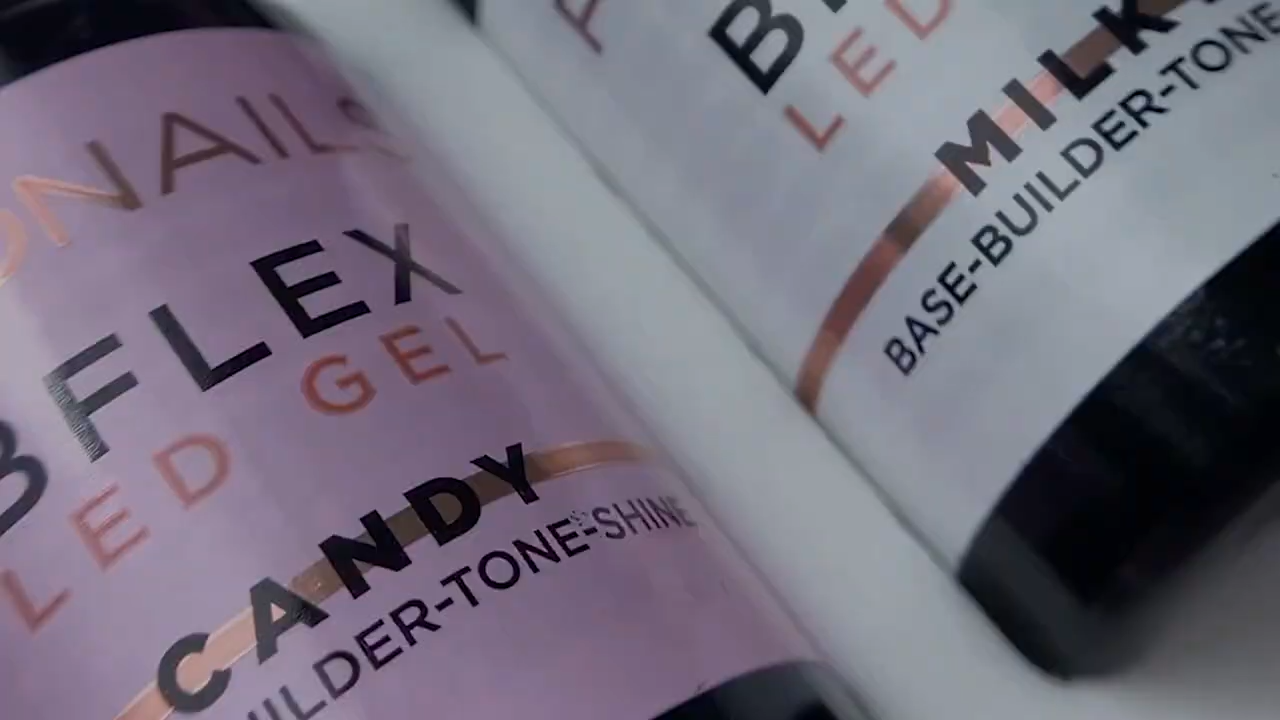 ONAILS
BFLEX
LED GEL
CANDY
ILDER-TONE-SHINE
B
LED
MILK
BASE-BUILDER-TONE